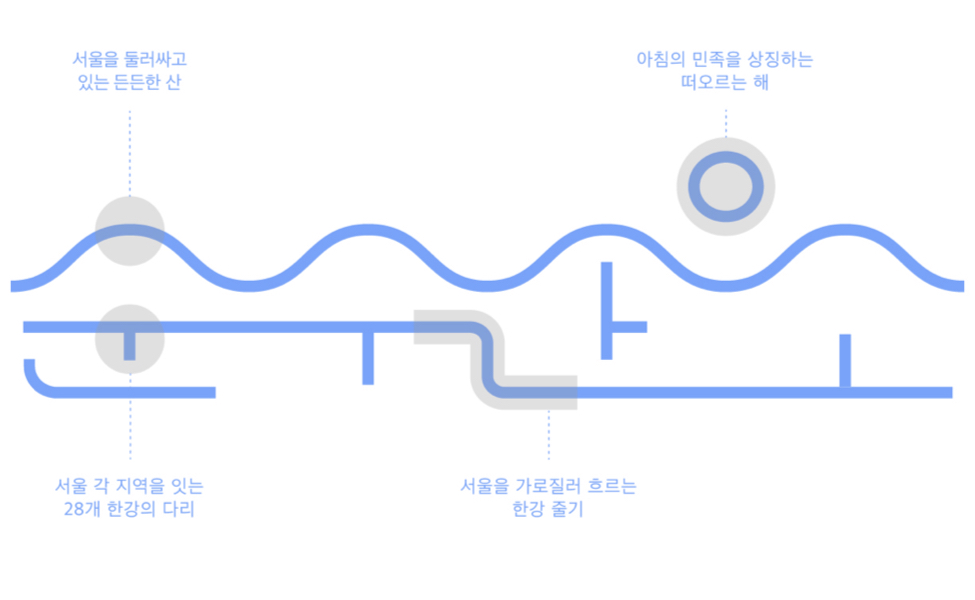 서울을 둘러싸고
있는 든든한 산
아침의 민족을 상징하는
떠오르는 해
서울 각 지역을 잇는
28개 한강의 다리
서울을 가로질러 흐르는
한강 줄기